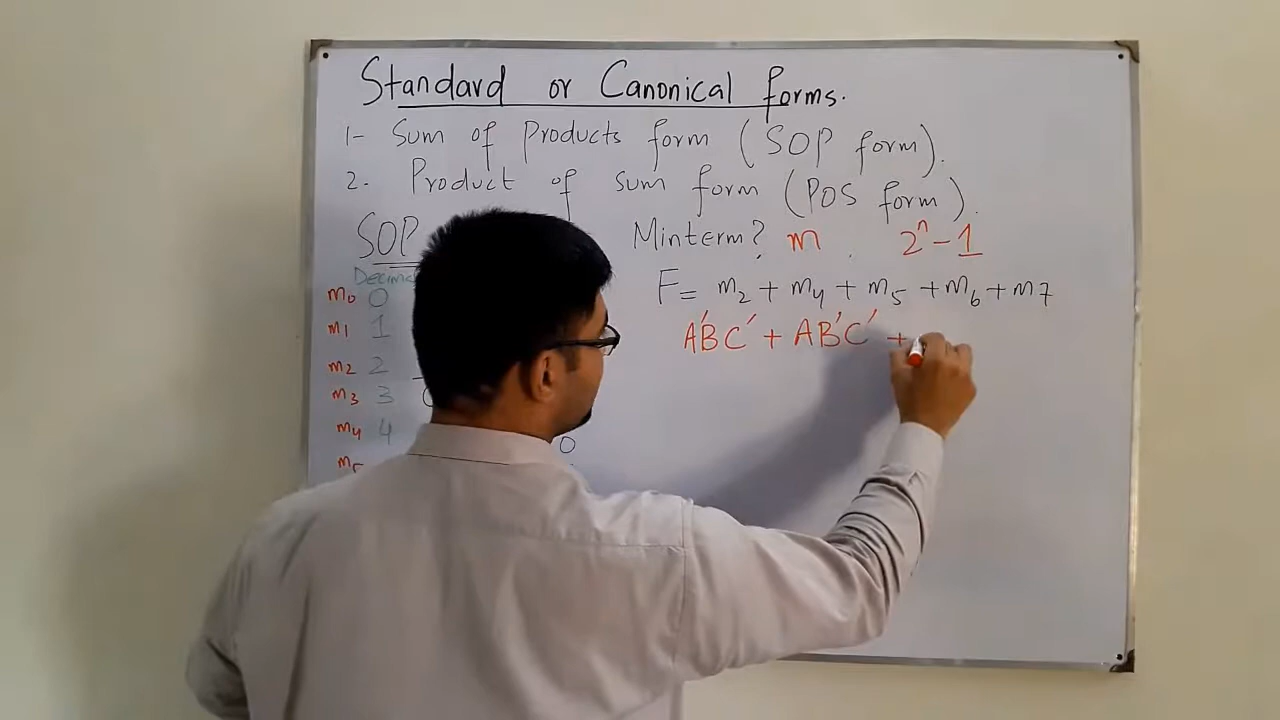 Standard or Canonical forms.
1- Sum of Products form (SOP form).
2. Product of sum form (POS form).
SOP Minterm? m . 2ⁿ-1
F= m₂ + m₄ + m₅ + m₆ + m₇
A'BC' + AB'C' +
m₀ 0
m₁ 1
m₂ 2
m₃ 3
m₄ 4 0
m₅